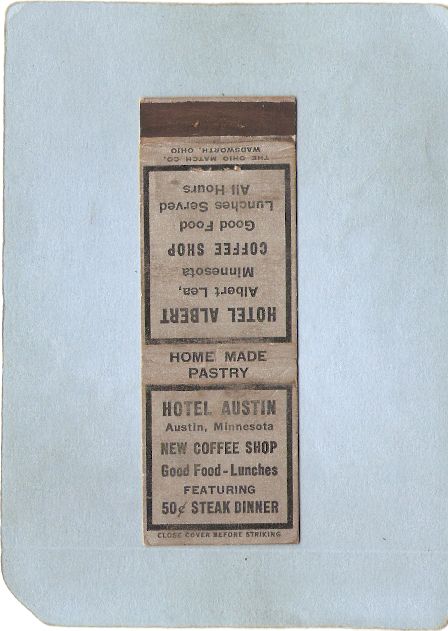 THE OHIO MATCH CO.
WADSWORTH, OHIO
HOTEL ALBERT
Albert Lea,
Minnesota
COFFEE SHOP
Good Food
Lunches Served
All Hours
HOME MADE
PASTRY
HOTEL AUSTIN
Austin, Minnesota
NEW COFFEE SHOP
Good Food - Lunches
FEATURING
50¢ STEAK DINNER
CLOSE COVER BEFORE STRIKING